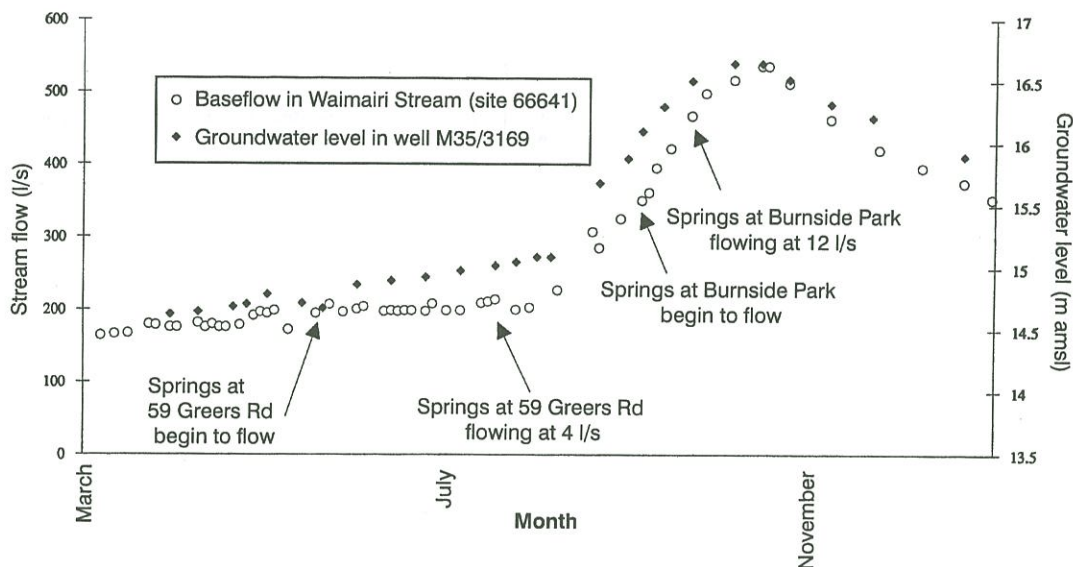 600
500
400
300
200
100
0
Stream flow (l/s)
Baseflow in Waimairi Stream (site 66641)
Groundwater level in well M35/3169
Springs at Burnside Park
flowing at 12 l/s
Springs at Burnside Park
begin to flow
Springs at
59 Greers Rd
begin to flow
Springs at 59 Greers Rd
flowing at 4 l/s
17
16.5
16
15.5
15
14.5
14
13.5
Groundwater level (m amsl)
March
July
November
Month